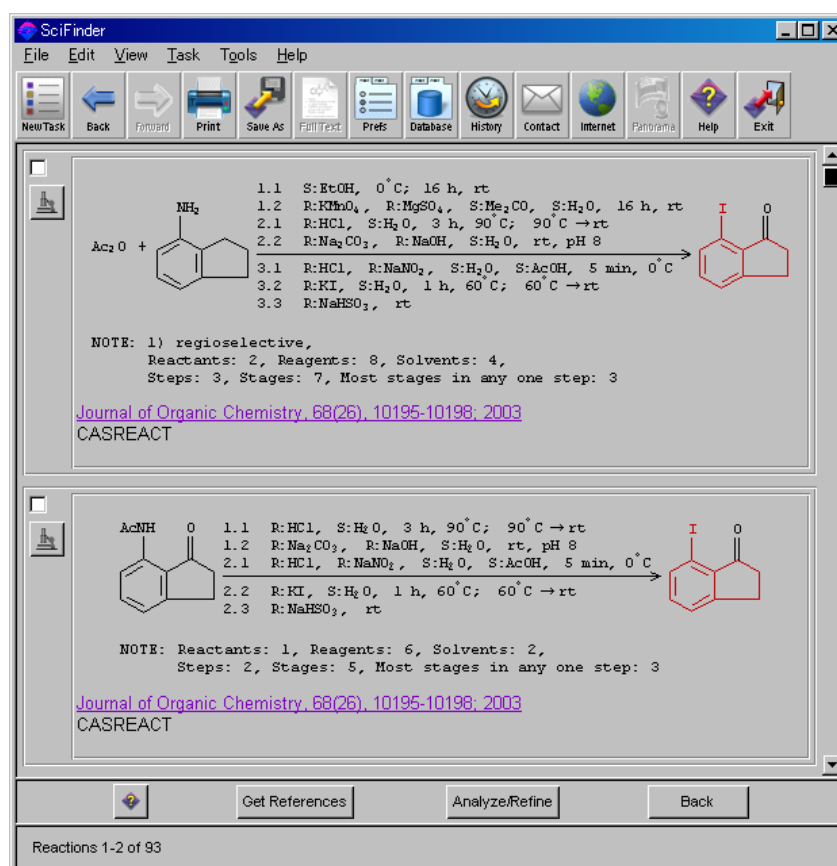 SciFinder
File Edit View Task Tools Help
New Task Back Forward Print Save As Full Text Prefs Database History Contact Internet Panorama Help Exit
1.1 S:EtOH, 0°C; 16 h, rt
1.2 R:KMnO₄, R:MgSO₄, S:Me₂CO, S:H₂O, 16 h, rt
2.1 R:HCl, S:H₂O, 3 h, 90°C; 90°C → rt
2.2 R:Na₂CO₃, R:NaOH, S:H₂O, rt, pH 8
Ac₂O + NH₂
3.1 R:HCl, R:NaNO₂, S:H₂O, S:AcOH, 5 min, 0°C
3.2 R:KI, S:H₂O, 1 h, 60°C; 60°C → rt
3.3 R:NaHSO₃, rt
I O
NOTE: 1) regioselective,
Reactants: 2, Reagents: 8, Solvents: 4,
Steps: 3, Stages: 7, Most stages in any one step: 3
Journal of Organic Chemistry, 68(26), 10195-10198; 2003
CASREACT
AcNH O
1.1 R:HCl, S:H₂O, 3 h, 90°C; 90°C → rt
1.2 R:Na₂CO₃, R:NaOH, S:H₂O, rt, pH 8
2.1 R:HCl, R:NaNO₂, S:H₂O, S:AcOH, 5 min, 0°C
2.2 R:KI, S:H₂O, 1 h, 60°C; 60°C → rt
2.3 R:NaHSO₃, rt
I O
NOTE: Reactants: 1, Reagents: 6, Solvents: 2,
Steps: 2, Stages: 5, Most stages in any one step: 3
Journal of Organic Chemistry, 68(26), 10195-10198; 2003
CASREACT
Get References Analyze/Refine Back
Reactions 1-2 of 93